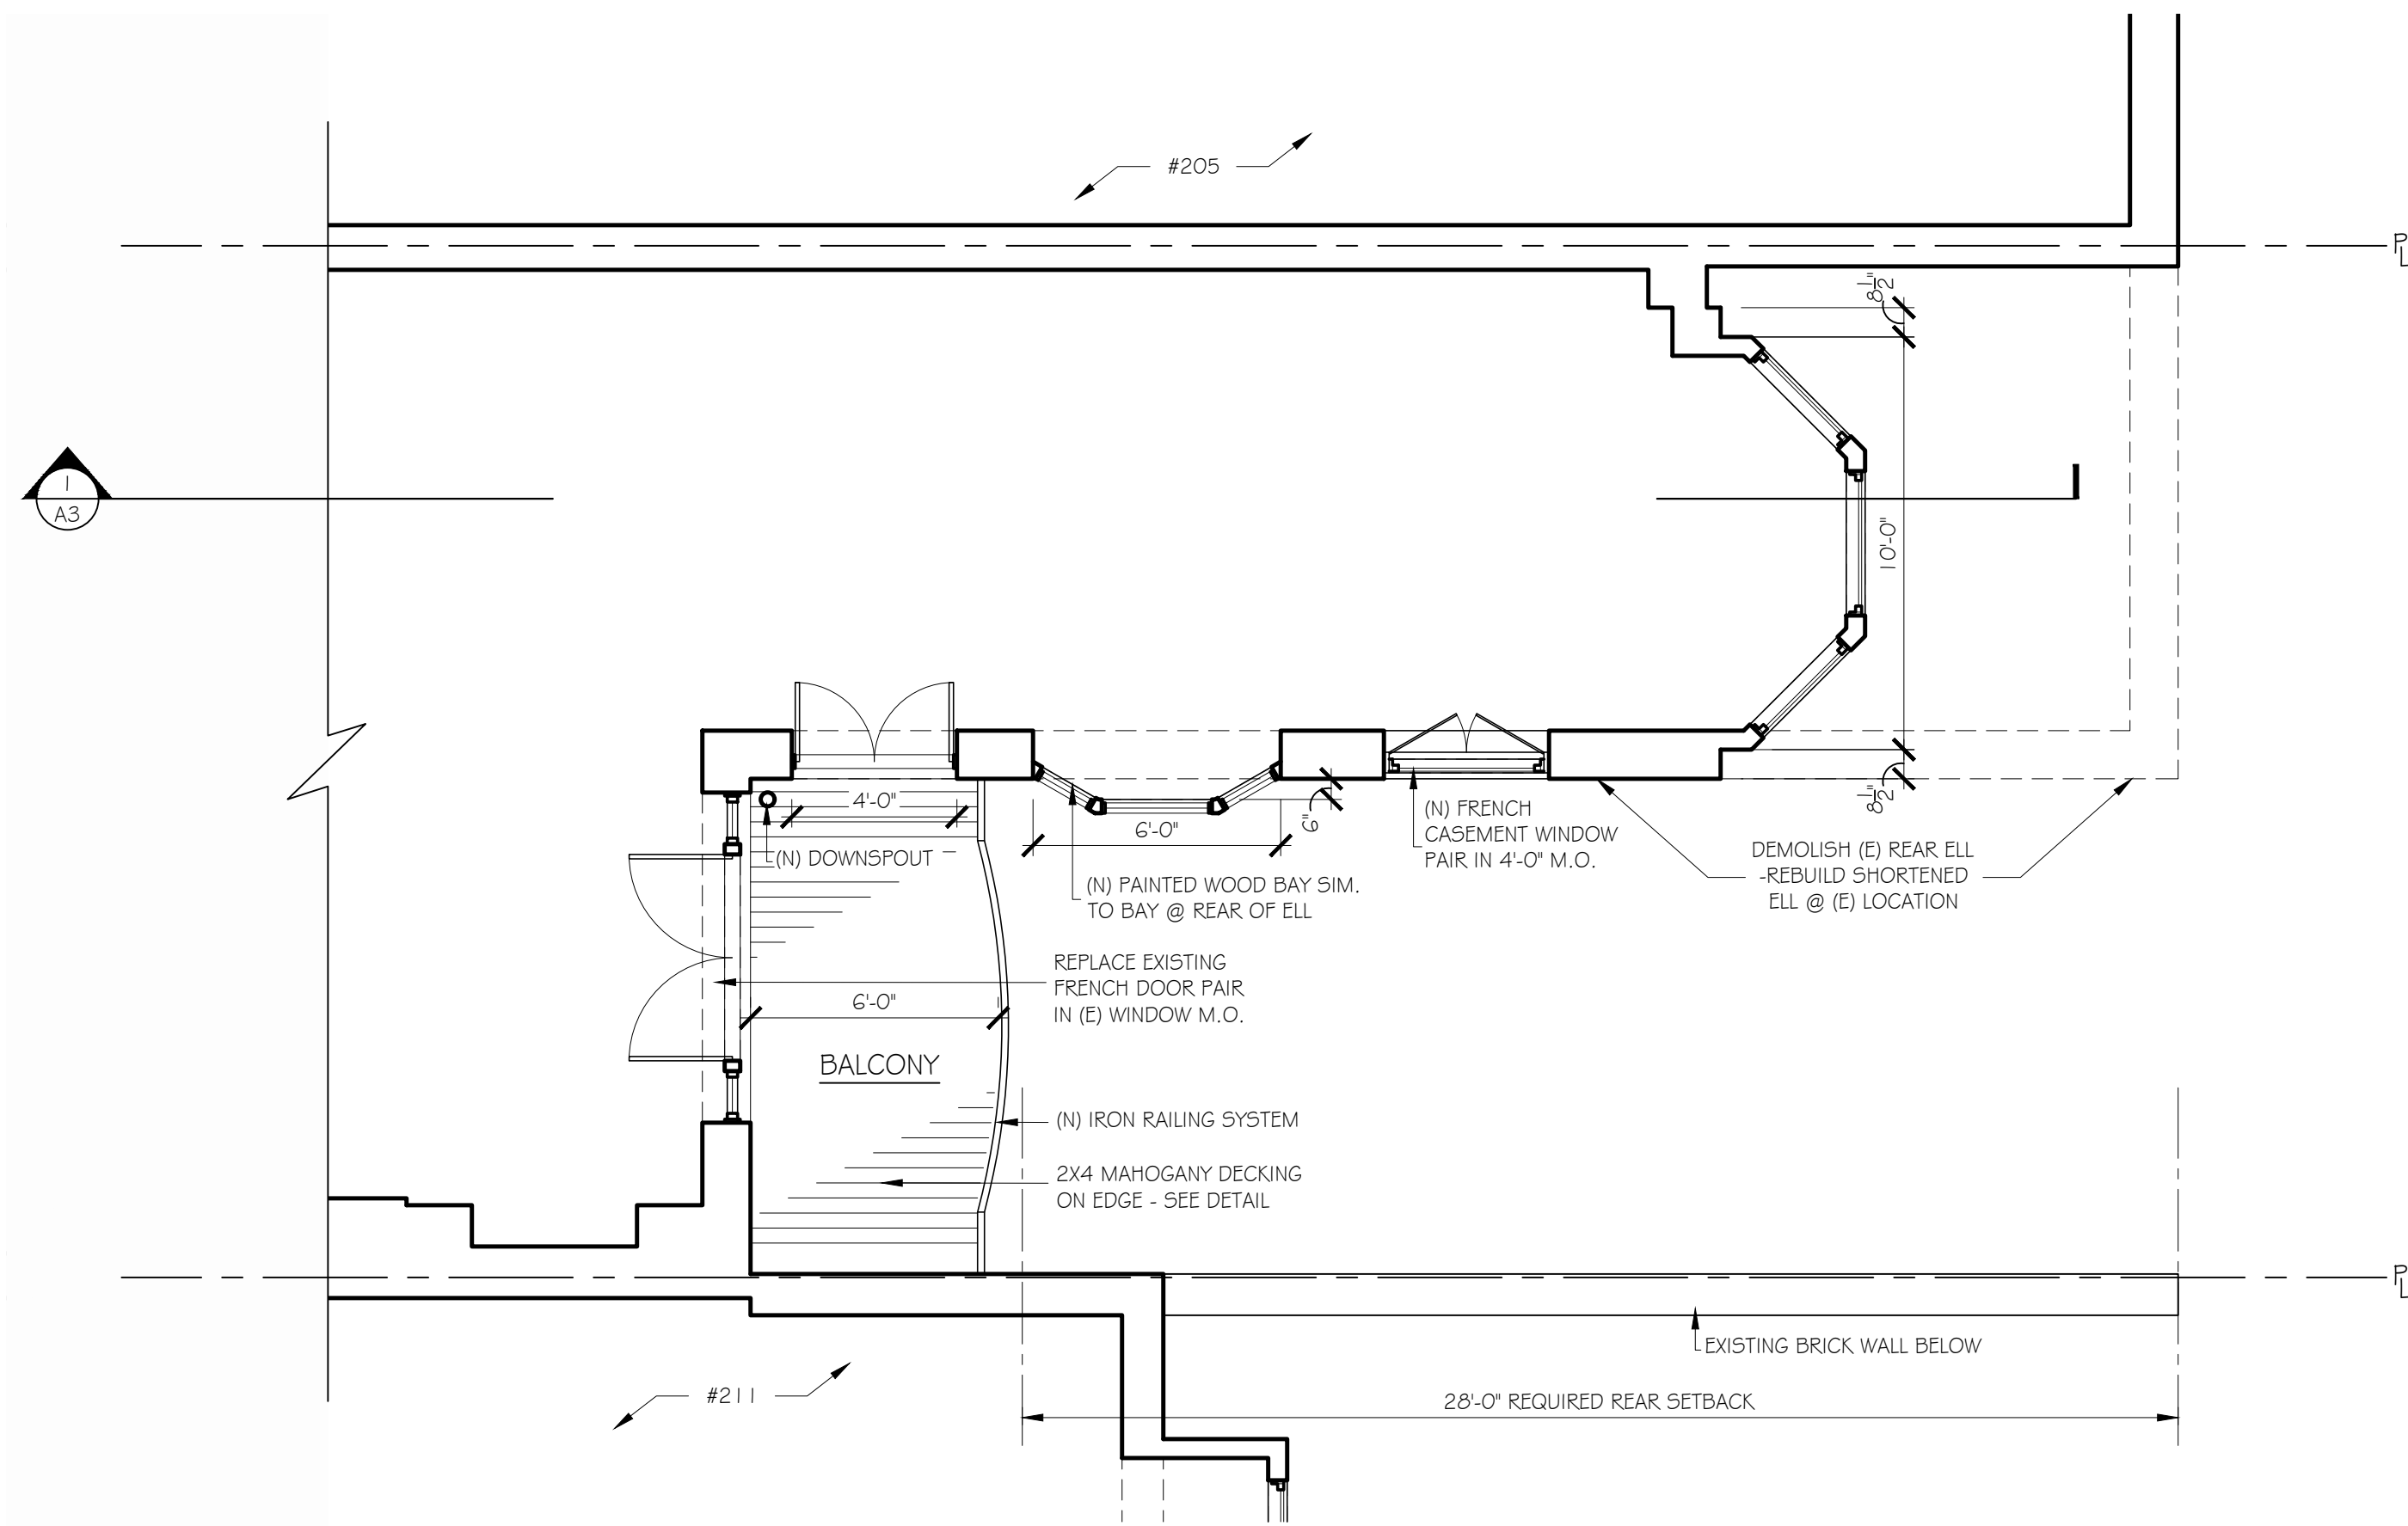 #205
PL
8 1/2"
1
A3
10'-0"
4'-0"
6'-0"
6"
8 1/2"
(N) FRENCH
CASEMENT WINDOW
PAIR IN 4'-0" M.O.
(N) DOWNSPOUT
DEMOLISH (E) REAR ELL
-REBUILD SHORTENED
ELL @ (E) LOCATION
(N) PAINTED WOOD BAY SIM.
TO BAY @ REAR OF ELL
REPLACE EXISTING
FRENCH DOOR PAIR
IN (E) WINDOW M.O.
6'-0"
BALCONY
(N) IRON RAILING SYSTEM
2X4 MAHOGANY DECKING
ON EDGE - SEE DETAIL
PL
EXISTING BRICK WALL BELOW
#211
28'-0" REQUIRED REAR SETBACK